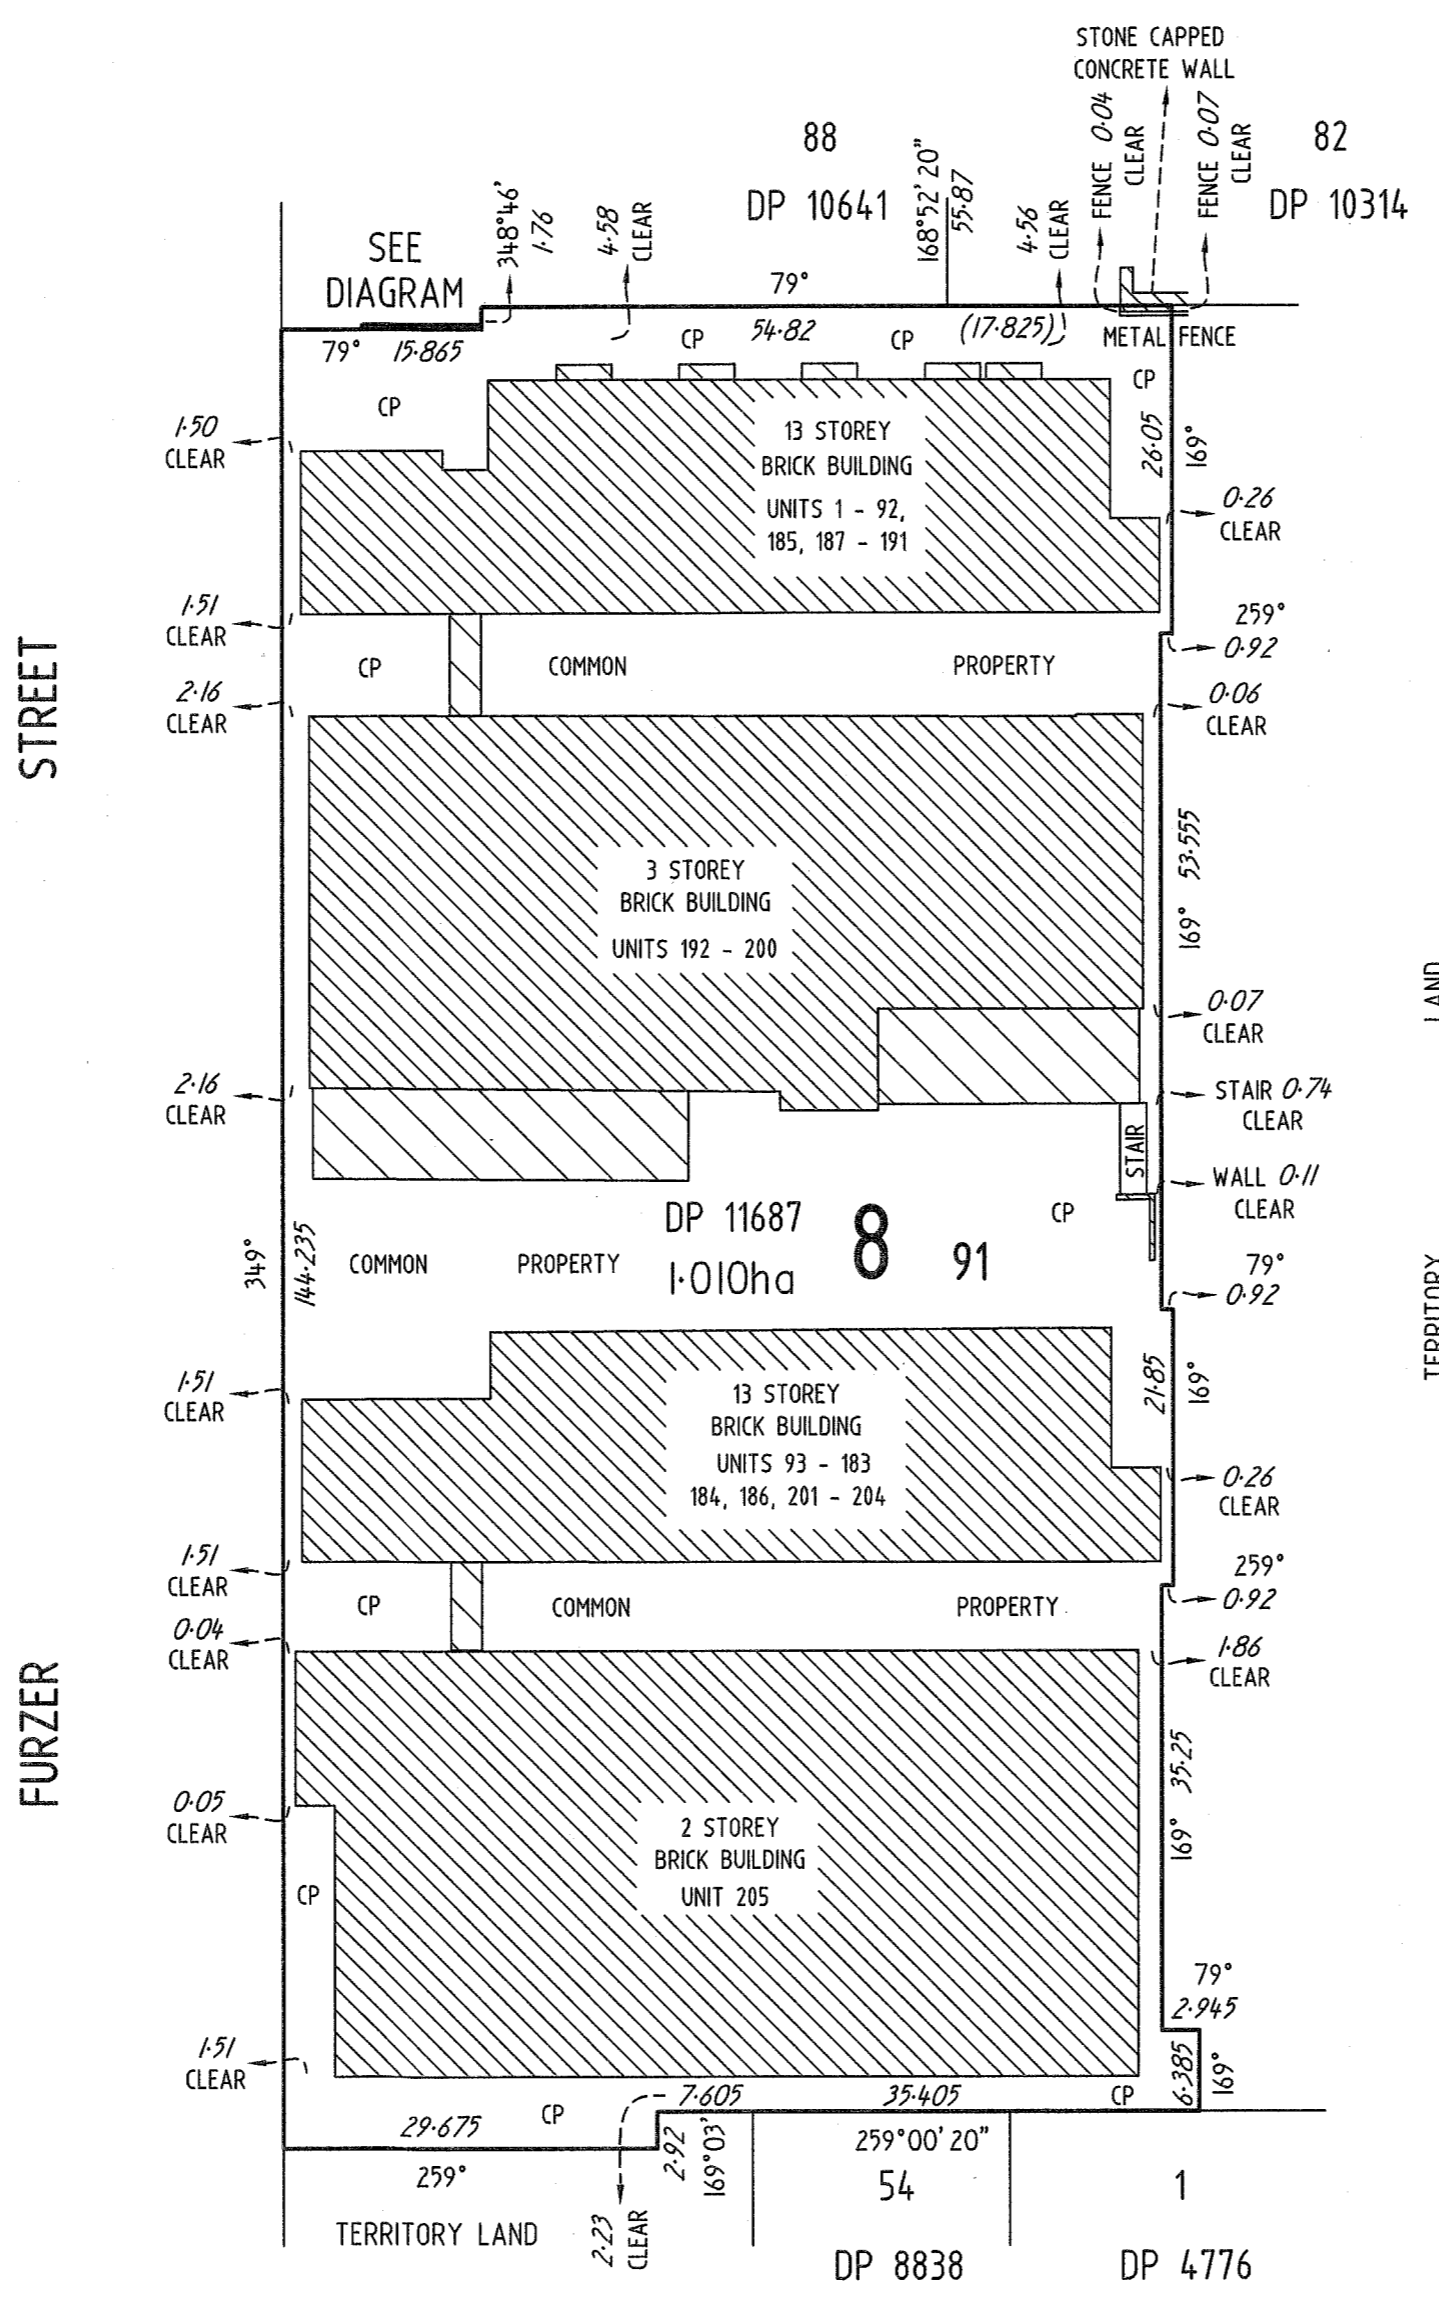 STONE CAPPED
CONCRETE WALL
FENCE 0·04
CLEAR
FENCE 0·07
CLEAR
88
DP 10641
82
DP 10314
SEE
DIAGRAM
348°46'
1·76
4·58
CLEAR
168°52'20"
55·87
4·56
CLEAR
79°
79° 15·865
CP
54·82
CP
(17·825)
METAL FENCE
CP
CP
1·50
CLEAR
13 STOREY
BRICK BUILDING
UNITS 1 - 92,
185, 187 - 191
26·05
169°
0·26
CLEAR
1·51
CLEAR
259°
0·92
CP
COMMON PROPERTY
2·16
CLEAR
0·06
CLEAR
STREET
3 STOREY
BRICK BUILDING
UNITS 192 - 200
169° 53·555
LAND
0·07
CLEAR
2·16
CLEAR
STAIR 0·74
CLEAR
STAIR
WALL 0·11
CLEAR
DP 11687
8
91
CP
1·010ha
349°
144·235
COMMON PROPERTY
79°
0·92
TERRITORY
1·51
CLEAR
13 STOREY
BRICK BUILDING
UNITS 93 - 183
184, 186, 201 - 204
21·85
169°
0·26
CLEAR
1·51
CLEAR
259°
0·92
CP
COMMON PROPERTY
0·04
CLEAR
1·86
CLEAR
FURZER
169° 35·25
0·05
CLEAR
2 STOREY
BRICK BUILDING
UNIT 205
CP
79°
2·945
1·51
CLEAR
6·385
169°
7·605
35·405
CP
29·675
CP
2·92
169°03'
259°00'20"
259°
54
1
TERRITORY LAND
2·23
CLEAR
DP 8838
DP 4776